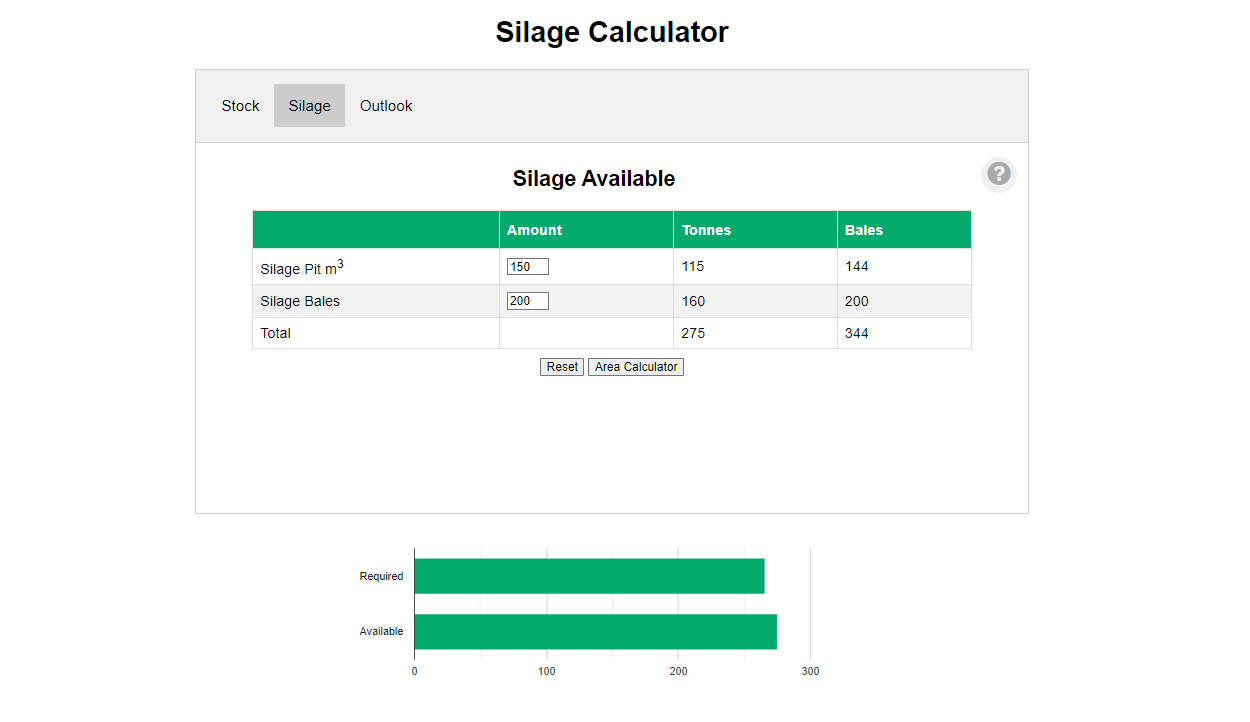 Silage Calculator
Stock Silage Outlook
?
Silage Available
Amount Tonnes Bales
Silage Pit m³ 150 115 144
Silage Bales 200 160 200
Total 275 344
Reset Area Calculator
Required
Available
0 100 200 300